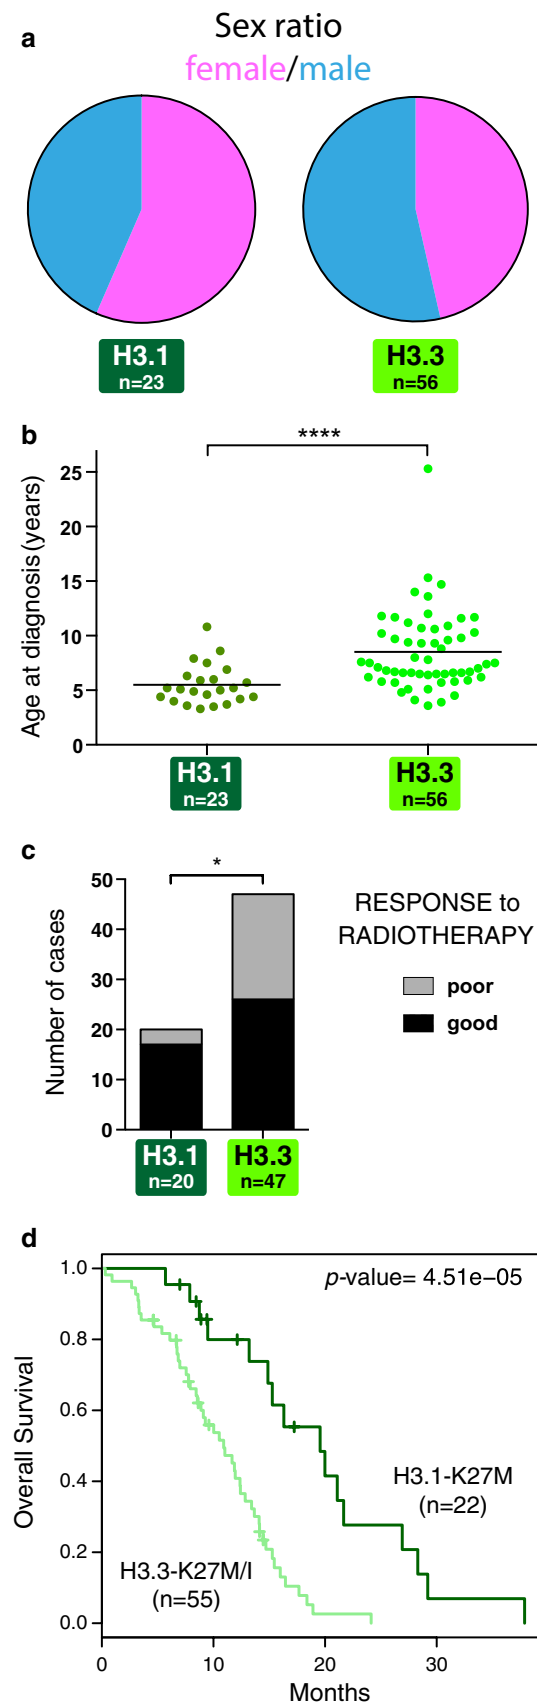 a
Sex ratio
female/male
H3.1
n=23
H3.3
n=56
b
****
Age at diagnosis (years)
25
20
15
10
5
0
H3.1
n=23
H3.3
n=56
c
*
Number of cases
50
40
30
20
10
0
RESPONSE to
RADIOTHERAPY
poor
good
H3.1
n=20
H3.3
n=47
d
p-value= 4.51e−05
Overall Survival
1.0
0.8
0.6
0.4
0.2
0.0
H3.1-K27M
(n=22)
H3.3-K27M/I
(n=55)
0
10
20
30
Months